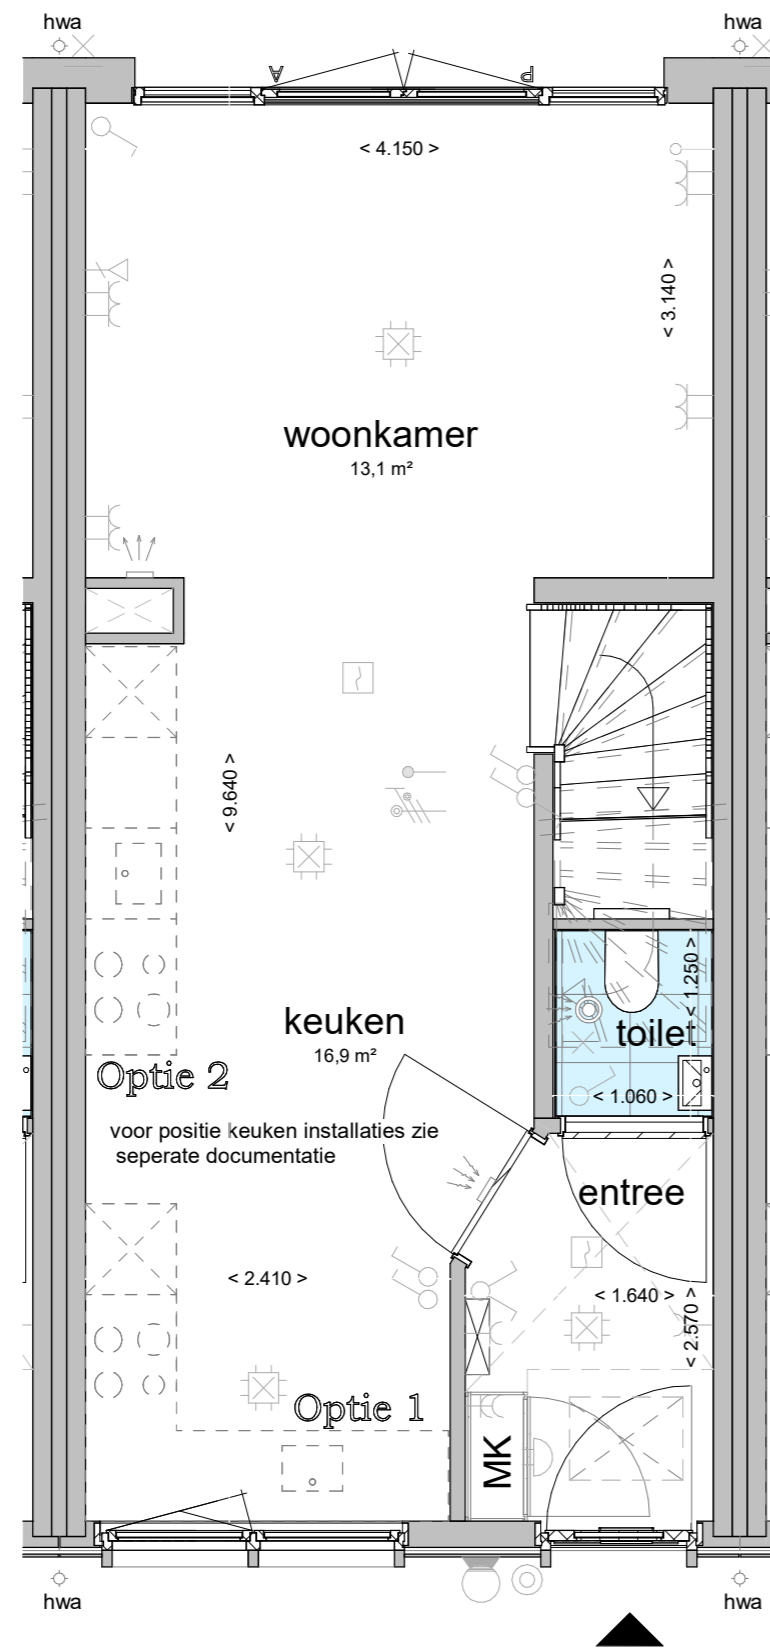 hwa
hwa
A
P
< 4.150 >
< 3.140 >
woonkamer
13,1 m²
< 9.640 >
keuken
16,9 m²
< 1.250 >
toilet
< 1.060 >
Optie 2
voor positie keuken installaties zie
seperate documentatie
entree
< 2.410 >
< 1.640 >
< 2.570 >
Optie 1
MK
hwa
hwa